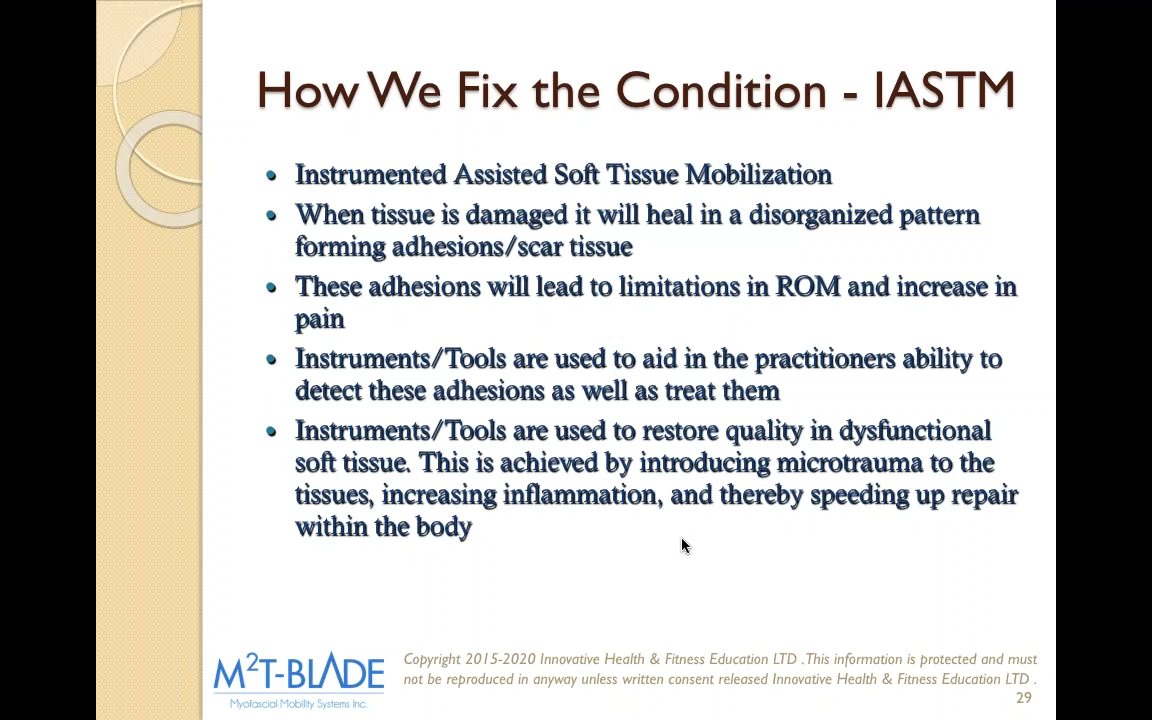 How We Fix the Condition - IASTM
• Instrumented Assisted Soft Tissue Mobilization
• When tissue is damaged it will heal in a disorganized pattern
forming adhesions/scar tissue
• These adhesions will lead to limitations in ROM and increase in
pain
• Instruments/Tools are used to aid in the practitioners ability to
detect these adhesions as well as treat them
• Instruments/Tools are used to restore quality in dysfunctional
soft tissue. This is achieved by introducing microtrauma to the
tissues, increasing inflammation, and thereby speeding up repair
within the body
M²T-BLADE
Myofascial Mobility Systems Inc.
Copyright 2015-2020 Innovative Health & Fitness Education LTD .This information is protected and must
not be reproduced in anyway unless written consent released Innovative Health & Fitness Education LTD .
29